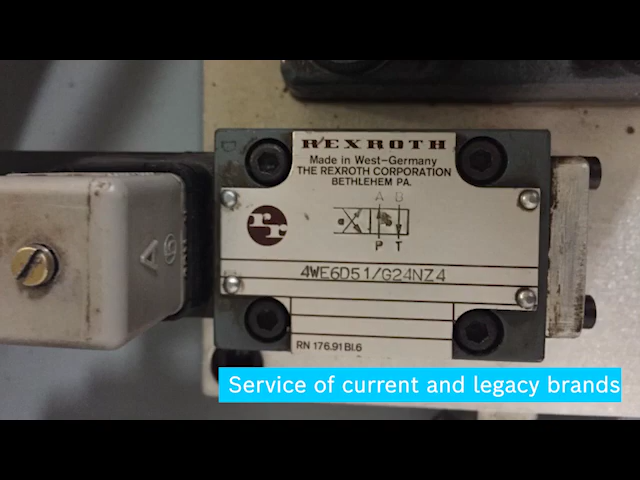 REXROTH
Made in West-Germany
THE REXROTH CORPORATION
BETHLEHEM PA.
A B
a
P T
4WE6D51/G24NZ4
RN 176.91 Bl.6
Service of current and legacy brands